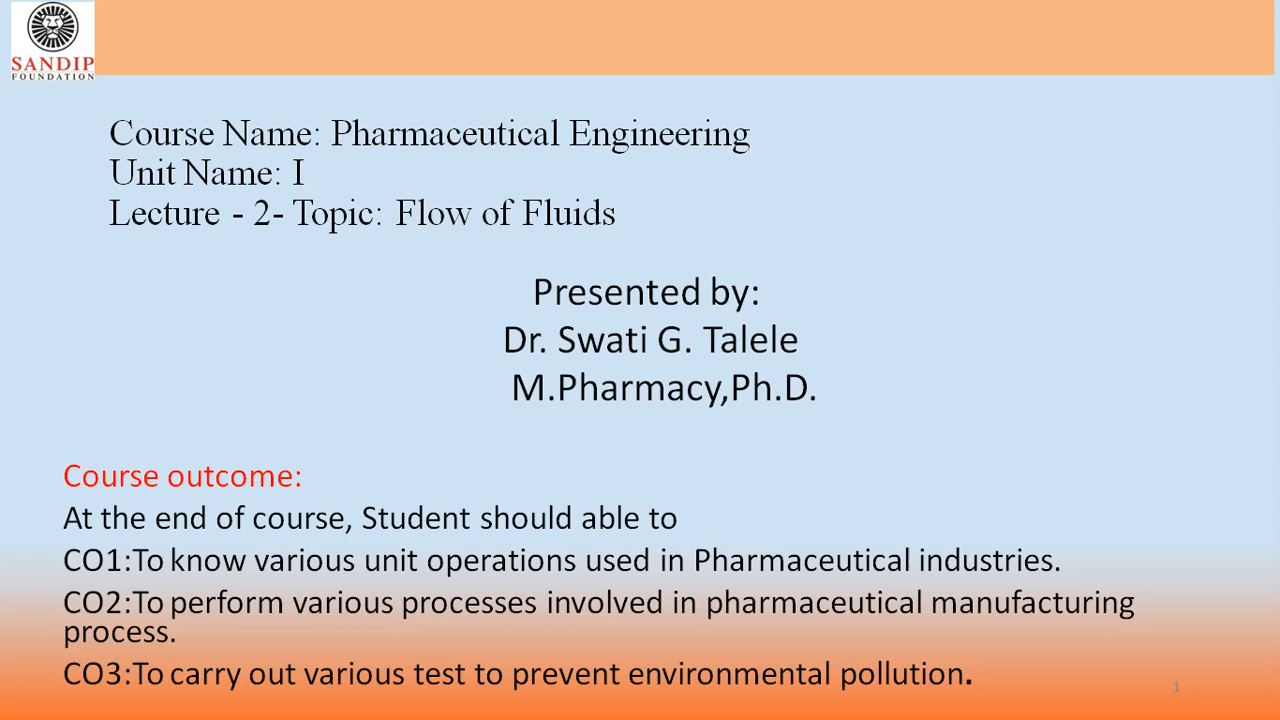 SANDIP
FOUNDATION
Course Name: Pharmaceutical Engineering
Unit Name: I
Lecture - 2- Topic: Flow of Fluids
Presented by:
Dr. Swati G. Talele
M.Pharmacy,Ph.D.
Course outcome:
At the end of course, Student should able to
CO1:To know various unit operations used in Pharmaceutical industries.
CO2:To perform various processes involved in pharmaceutical manufacturing
process.
CO3:To carry out various test to prevent environmental pollution.
1